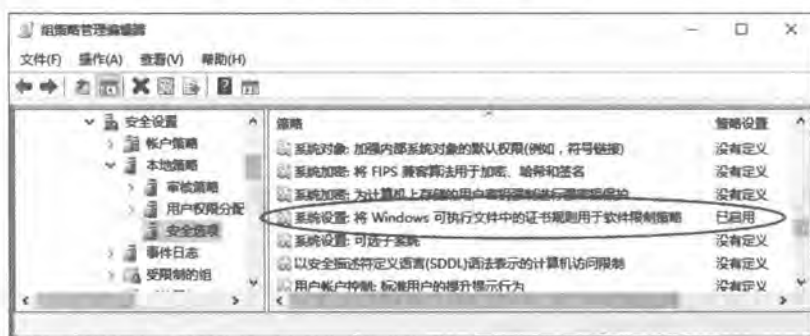 组策略管理编辑器
文件(F) 操作(A) 查看(V) 帮助(H)
安全设置
帐户策略
本地策略
审核策略
用户权限分配
安全选项
事件日志
受限制的组
策略 策略设置
系统对象: 加强内部系统对象的默认权限(例如，符号链接) 没有定义
系统加密: 将 FIPS 兼容算法用于加密、哈希和签名 没有定义
系统加密: 为计算机上存储的用户密钥强制进行强密钥保护 没有定义
系统设置: 将 Windows 可执行文件中的证书规则用于软件限制策略 已启用
系统设置: 可选子系统 没有定义
以安全描述符定义语言(SDDL)语法表示的计算机访问限制 没有定义
用户帐户控制: 标准用户的提升提示行为 没有定义